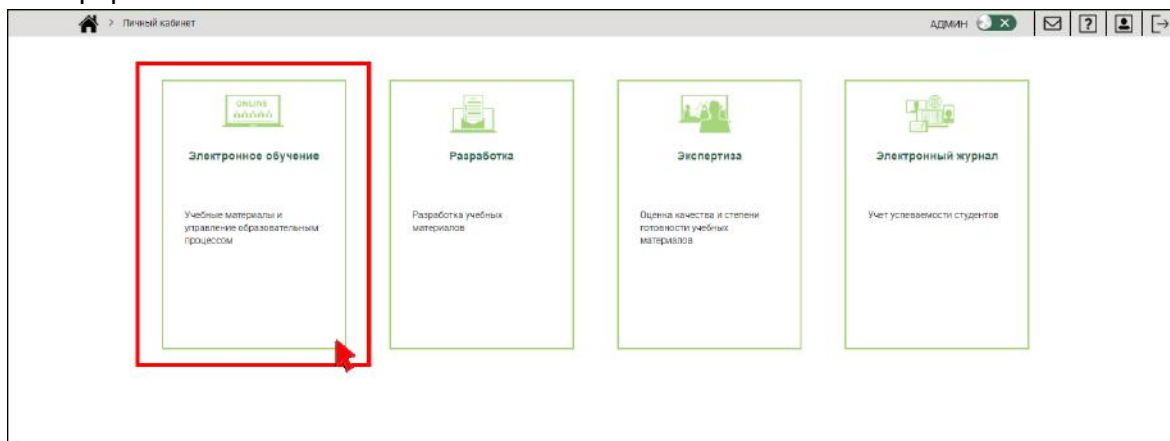 > Личный кабинет
АДМИН
ONLINE
Электронное обучение
Учебные материалы и
управление образовательным
процессом
Разработка
Разработка учебных
материалов
Экспертиза
Оценка качества и степени
готовности учебных
материалов
Электронный журнал
Учет успеваемости студентов